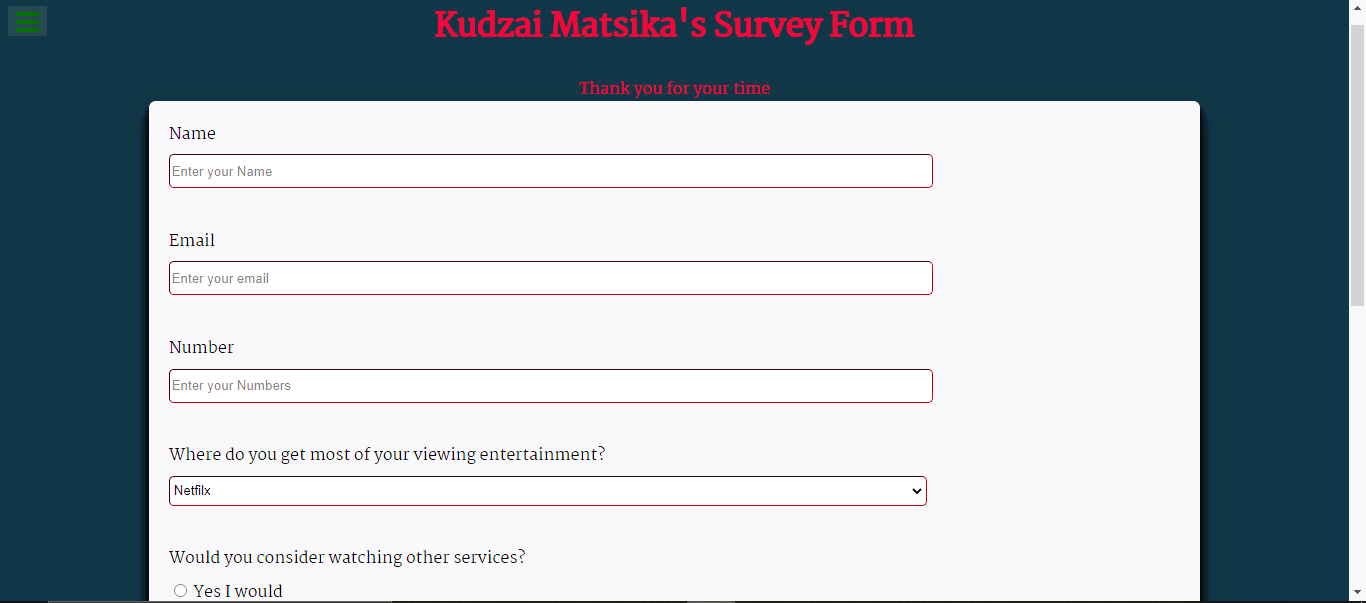 Kudzai Matsika's Survey Form
Thank you for your time
Name
Enter your Name
Email
Enter your email
Number
Enter your Numbers
Where do you get most of your viewing entertainment?
Netfilx
Would you consider watching other services?
Yes I would